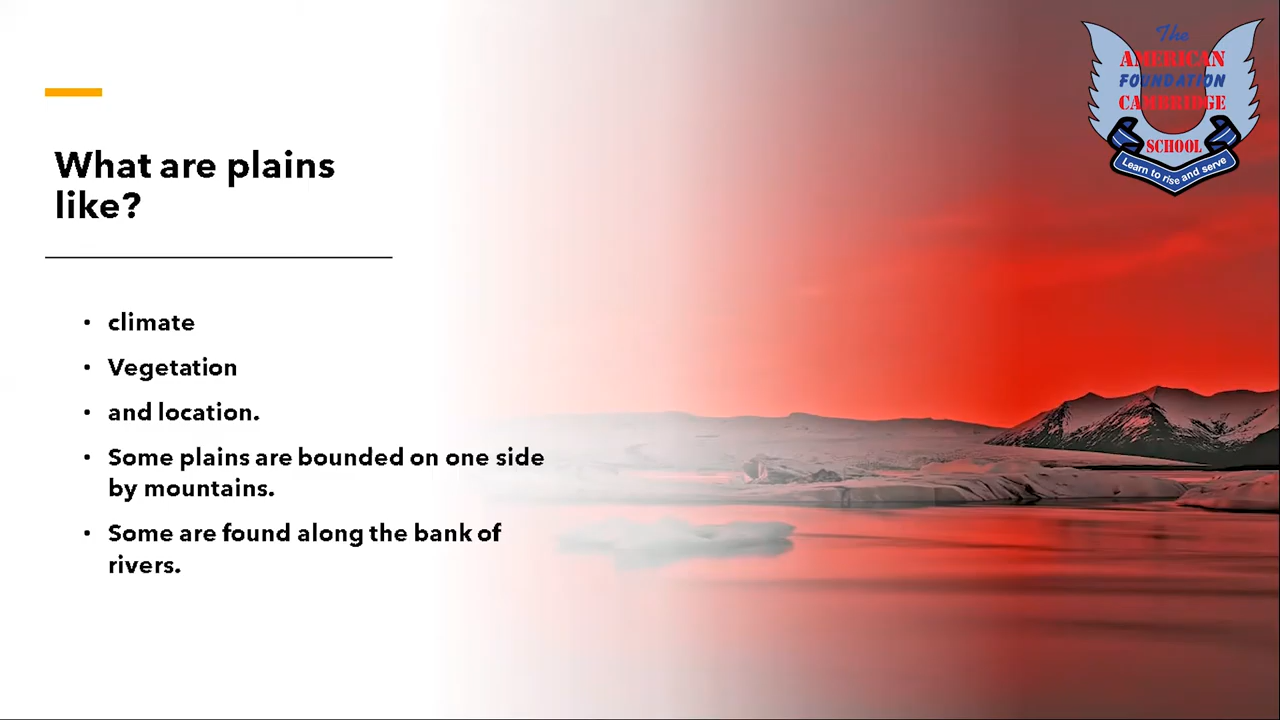 The
AMERICAN
FOUNDATION
CAMBRIDGE
SCHOOL
Learn to rise and serve
What are plains
like?
• climate
• Vegetation
• and location.
• Some plains are bounded on one side
by mountains.
• Some are found along the bank of
rivers.